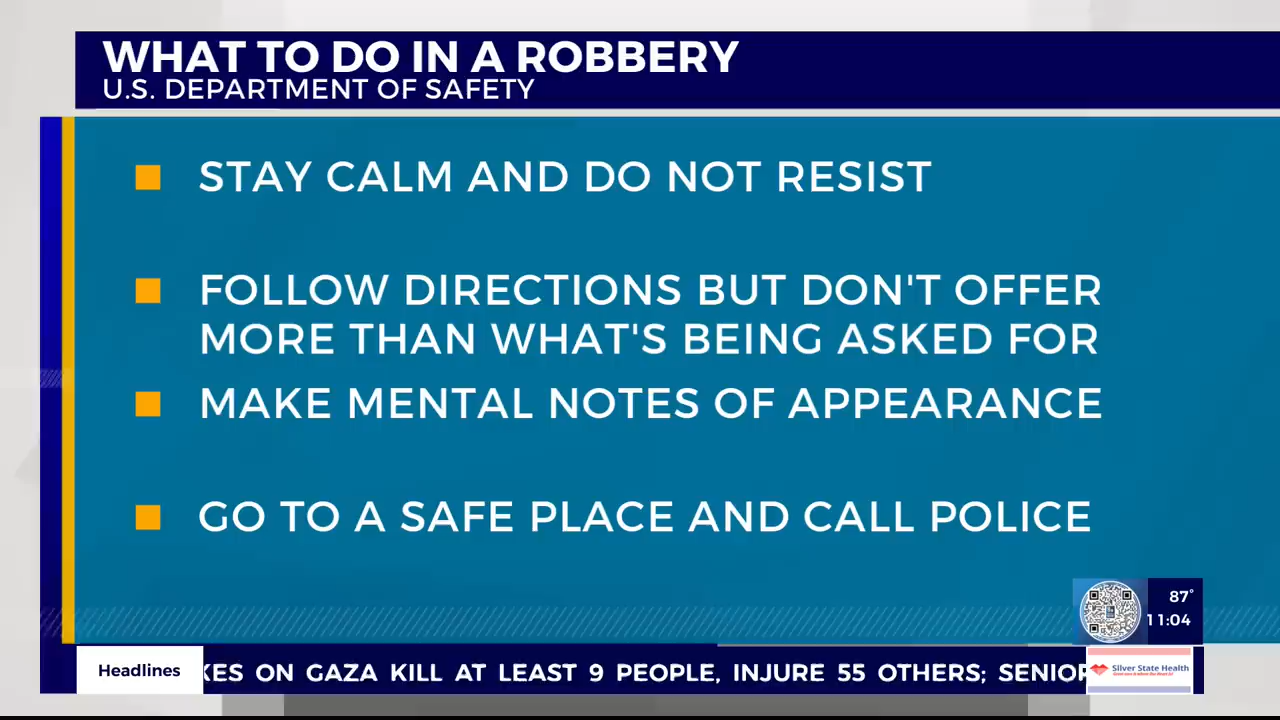 WHAT TO DO IN A ROBBERY
U.S. DEPARTMENT OF SAFETY
STAY CALM AND DO NOT RESIST
FOLLOW DIRECTIONS BUT DON'T OFFER
MORE THAN WHAT'S BEING ASKED FOR
MAKE MENTAL NOTES OF APPEARANCE
GO TO A SAFE PLACE AND CALL POLICE
87°
11:04
Headlines
KES ON GAZA KILL AT LEAST 9 PEOPLE, INJURE 55 OTHERS; SENIOR
Silver State Health